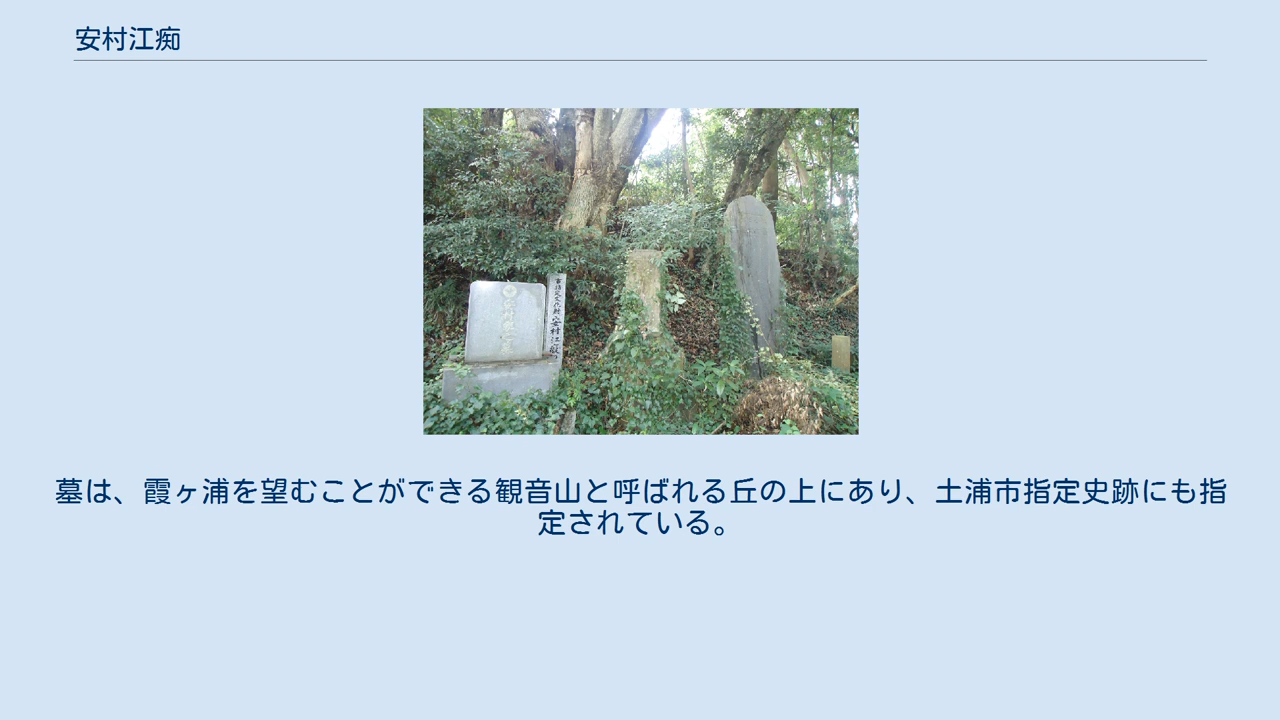 安村江痴
墓は、霞ヶ浦を望むことができる観音山と呼ばれる丘の上にあり、土浦市指定史跡にも指
定されている。